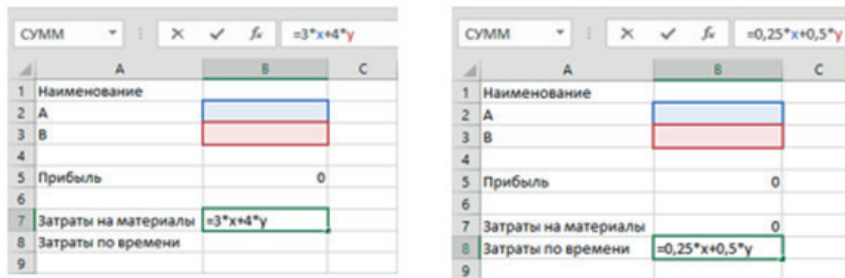 СУММ =3*x+4*y
A B C
1 Наименование
2 A
3 B
4
5 Прибыль 0
6
7 Затраты на материалы =3*x+4*y
8 Затраты по времени
9
СУММ =0,25*x+0,5*y
A B C
1 Наименование
2 A
3 B
4
5 Прибыль 0
6
7 Затраты на материалы 0
8 Затраты по времени =0,25*x+0,5*y
9